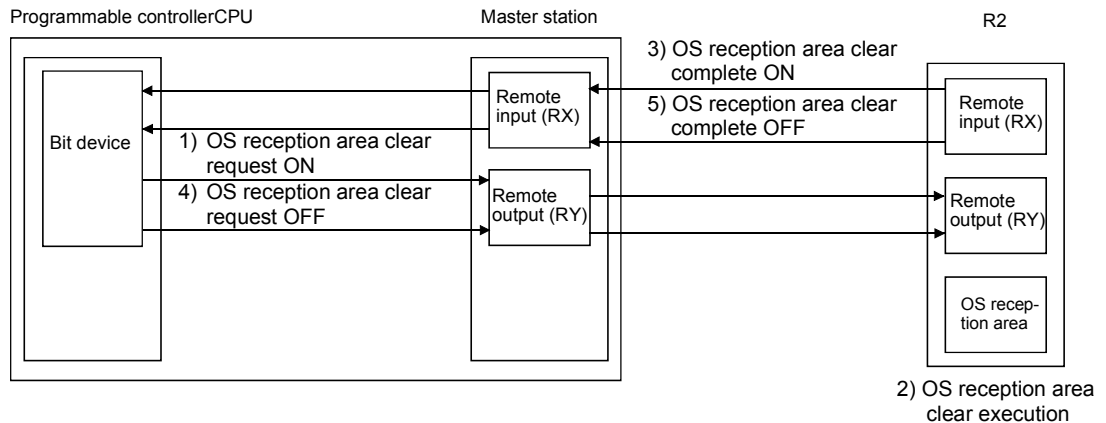 Programmable controllerCPU
Master station
R2
3) OS reception area clear
complete ON
5) OS reception area clear
complete OFF
Remote
input (RX)
Remote
input (RX)
Bit device
1) OS reception area clear
request ON
4) OS reception area clear
request OFF
Remote
output (RY)
Remote
output (RY)
OS recep-
tion area
2) OS reception area
clear execution